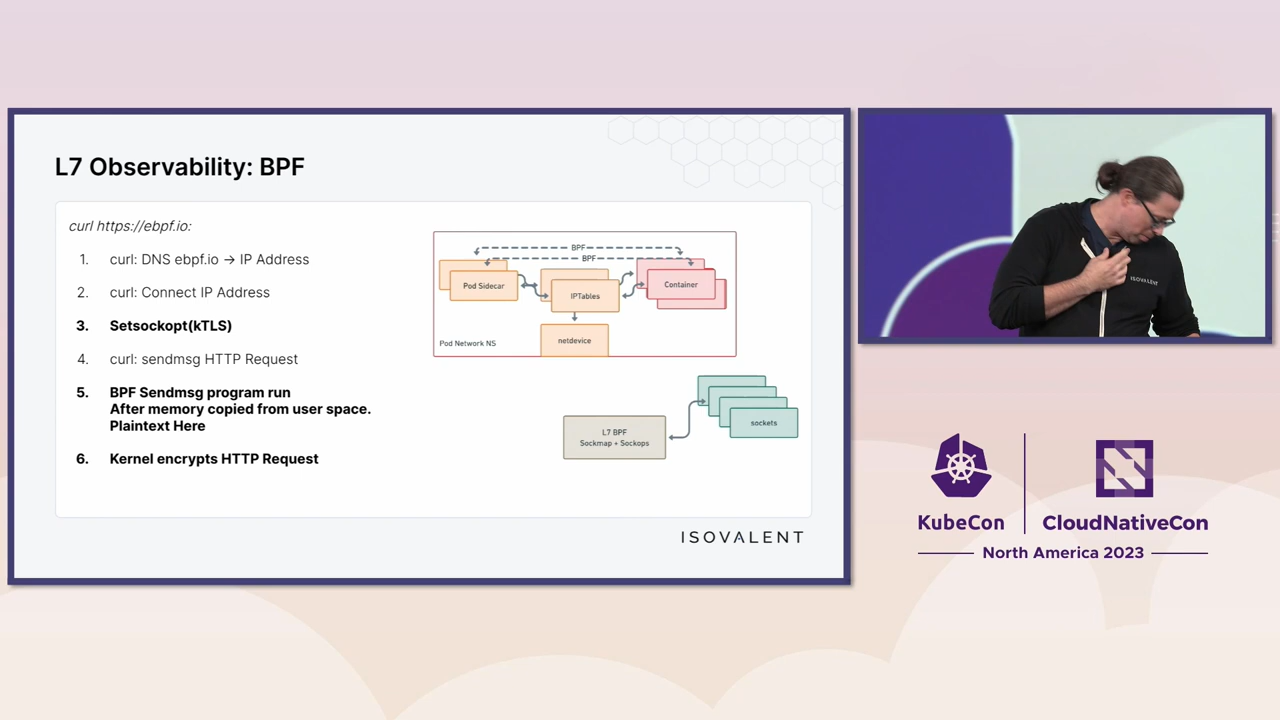 L7 Observability: BPF
curl https://ebpf.io:
1. curl: DNS ebpf.io → IP Address
2. curl: Connect IP Address
3. Setsockopt(kTLS)
4. curl: sendmsg HTTP Request
5. BPF Sendmsg program run
After memory copied from user space.
Plaintext Here
6. Kernel encrypts HTTP Request
BPF
BPF
Pod Sidecar
IPTables
Container
netdevice
Pod Network NS
L7 BPF
Sockmap + Sockops
sockets
ISOVALENT
ISOVALENT
KubeCon
CloudNativeCon
North America 2023